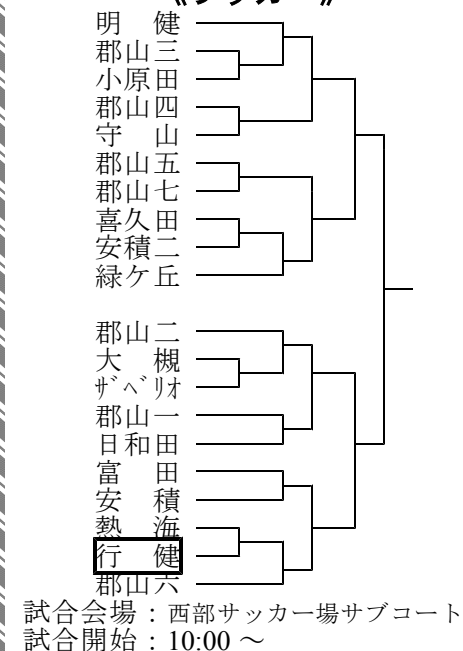 《サッカー》
明　健
郡山三
小原田
郡山四
守　山
郡山五
郡山七
喜久田
安積二
緑ケ丘
郡山二
大　槻
ｻﾞﾍﾞﾘｵ
郡山一
日和田
富　田
安　積
熱　海
行　健
郡山六
試合会場：西部サッカー場サブコート
試合開始：10:00 ～